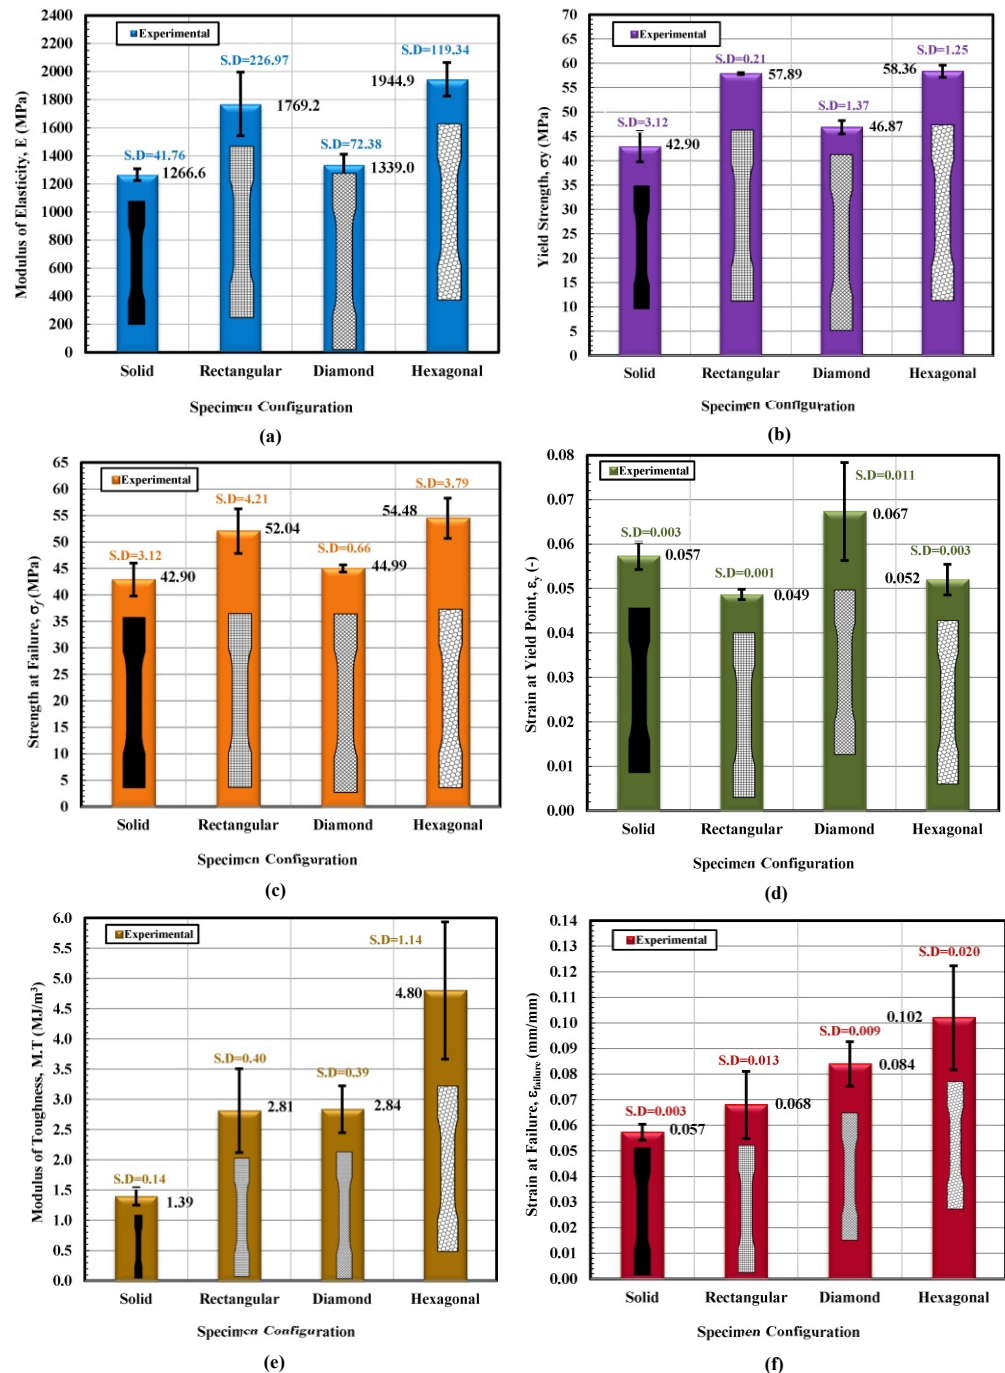 2400
2200
2000
1800
1600
1400
1200
1000
800
600
400
200
0
Modulus of Elasticity, E (MPa)
Experimental
S.D=41.76
1266.6
S.D=226.97
1769.2
S.D=72.38
1339.0
S.D=119.34
1944.9
Solid Rectangular Diamond Hexagonal
Specimen Configuration
(a)
70
65
60
55
50
45
40
35
30
25
20
15
10
5
0
Yield Strength, σy (MPa)
Experimental
S.D=3.12
42.90
S.D=0.21
57.89
S.D=1.37
46.87
S.D=1.25
58.36
Solid Rectangular Diamond Hexagonal
Specimen Configuration
(b)
65
60
55
50
45
40
35
30
25
20
15
10
5
0
Strength at Failure, σf (MPa)
Experimental
S.D=3.12
42.90
S.D=4.21
52.04
S.D=0.66
44.99
S.D=3.79
54.48
Solid Rectangular Diamond Hexagonal
Specimen Configuration
(c)
0.08
0.07
0.06
0.05
0.04
0.03
0.02
0.01
0.00
Strain at Yield Point, εy (-)
Experimental
S.D=0.003
0.057
S.D=0.001
0.049
S.D=0.011
0.067
S.D=0.003
0.052
Solid Rectangular Diamond Hexagonal
Specimen Configuration
(d)
6.0
5.5
5.0
4.5
4.0
3.5
3.0
2.5
2.0
1.5
1.0
0.5
0.0
Modulus of Toughness, M.T (MJ/m³)
Experimental
S.D=0.14
1.39
S.D=0.40
2.81
S.D=0.39
2.84
S.D=1.14
4.80
Solid Rectangular Diamond Hexagonal
Specimen Configuration
(e)
0.14
0.13
0.12
0.11
0.10
0.09
0.08
0.07
0.06
0.05
0.04
0.03
0.02
0.01
0.00
Strain at Failure, εfailure (mm/mm)
Experimental
S.D=0.003
0.057
S.D=0.013
0.068
S.D=0.009
0.084
S.D=0.020
0.102
Solid Rectangular Diamond Hexagonal
Specimen Configuration
(f)